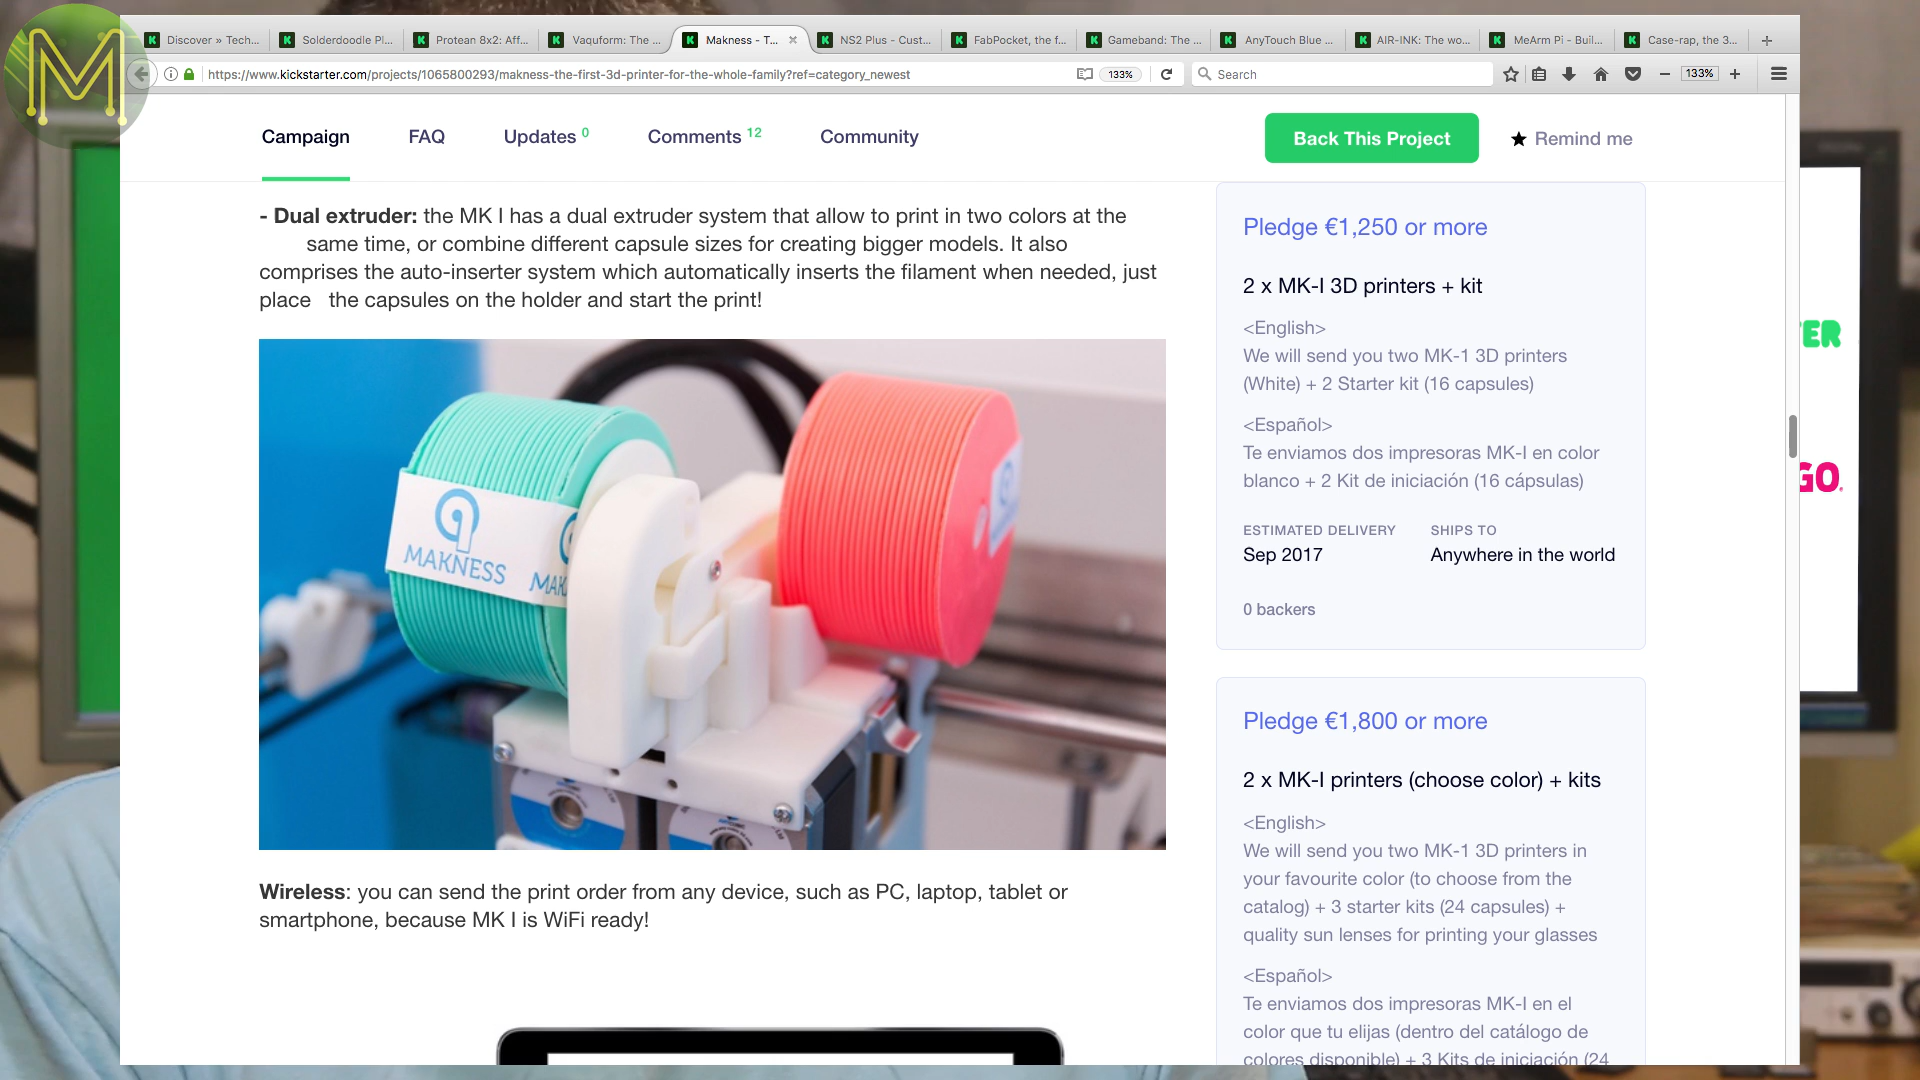 M
Discover » Tech...
Solderdoodle Pl...
Protean 8x2: Aff...
Vaquform: The ...
Makness - T...
NS2 Plus - Cust...
FabPocket, the f...
Gameband: The ...
AnyTouch Blue ...
AIR-INK: The wo...
MeArm Pi - Buil...
Case-rap, the 3...
https://www.kickstarter.com/projects/1065800293/makness-the-first-3d-printer-for-the-whole-family?ref=category_newest
133%
Search
133%
Campaign
FAQ
Updates 0
Comments 12
Community
Back This Project
Remind me
- Dual extruder: the MK I has a dual extruder system that allow to print in two colors at the
same time, or combine different capsule sizes for creating bigger models. It also
comprises the auto-inserter system which automatically inserts the filament when needed, just
place the capsules on the holder and start the print!
MAKNESS
MAK
Wireless: you can send the print order from any device, such as PC, laptop, tablet or
smartphone, because MK I is WiFi ready!
Pledge €1,250 or more
2 x MK-I 3D printers + kit
<English>
We will send you two MK-1 3D printers
(White) + 2 Starter kit (16 capsules)
<Español>
Te enviamos dos impresoras MK-I en color
blanco + 2 Kit de iniciación (16 cápsulas)
ESTIMATED DELIVERY
Sep 2017
SHIPS TO
Anywhere in the world
0 backers
Pledge €1,800 or more
2 x MK-I printers (choose color) + kits
<English>
We will send you two MK-1 3D printers in
your favourite color (to choose from the
catalog) + 3 starter kits (24 capsules) +
quality sun lenses for printing your glasses
<Español>
Te enviamos dos impresoras MK-I en el
color que tu elijas (dentro del catálogo de
colores disponible) + 3 Kits de iniciación (24
TER
GO.